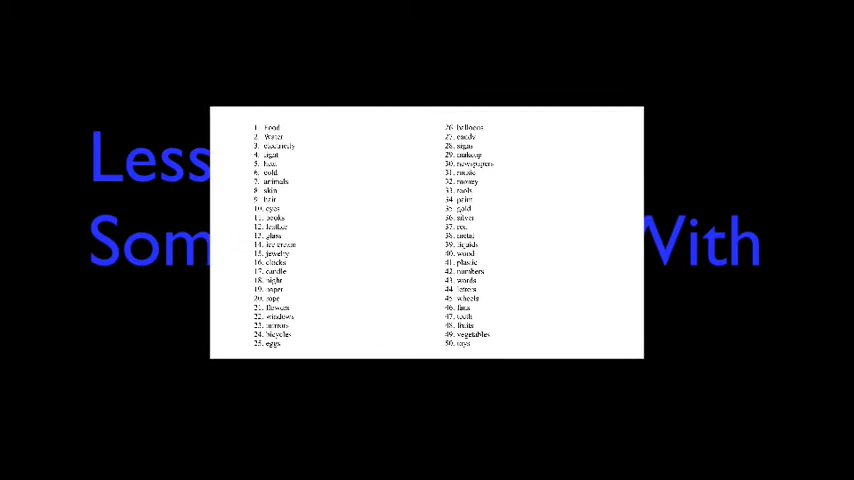 Less
Som
With
1. Food
2. Water
3. electricity
4. light
5. heat
6. cold
7. animals
8. skin
9. hair
10. eyes
11. books
12. leather
13. glass
14. ice cream
15. jewelry
16. clocks
17. candle
18. night
19. paper
20. rope
21. flowers
22. windows
23. mirrors
24. bicycles
25. eggs
26. balloons
27. candy
28. signs
29. makeup
30. newspapers
31. music
32. money
33. tools
34. paint
35. gold
36. silver
37.
38. metal
39. liquids
40. wood
41. plastic
42. numbers
43. words
44. letters
45. wheels
46. fans
47. teeth
48. fruits
49. vegetables
50. toys